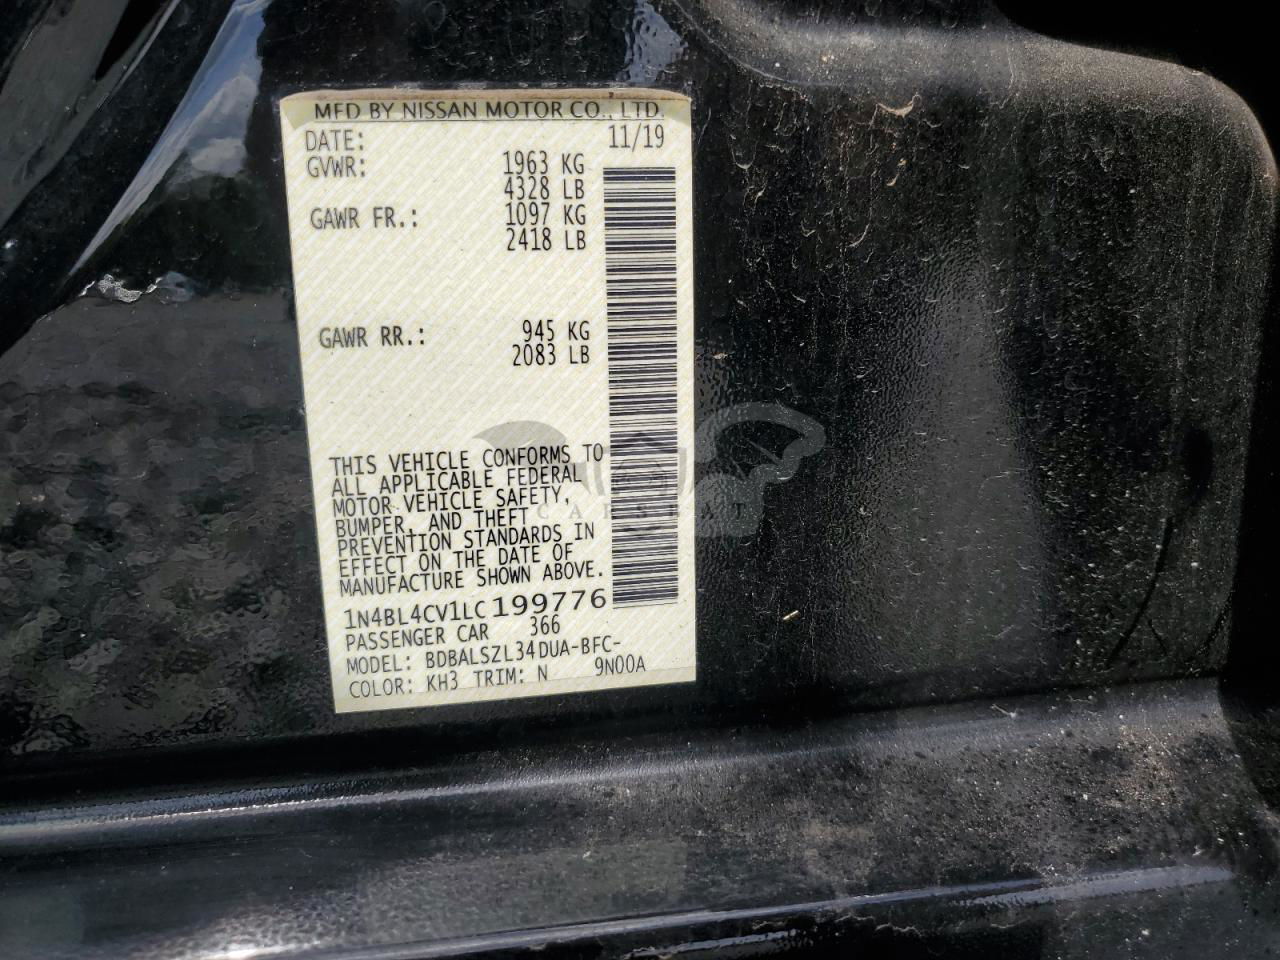 MFD BY NISSAN MOTOR CO., LTD.
DATE: 11/19
GVWR: 1963 KG
4328 LB
GAWR FR.: 1097 KG
2418 LB
GAWR RR.: 945 KG
2083 LB
THIS VEHICLE CONFORMS TO
ALL APPLICABLE FEDERAL
MOTOR VEHICLE SAFETY,
BUMPER, AND THEFT
PREVENTION STANDARDS IN
EFFECT ON THE DATE OF
MANUFACTURE SHOWN ABOVE.
1N4BL4CV1LC199776
PASSENGER CAR 366
MODEL: BDBALSZL34DUA-BFC-
COLOR: KH3 TRIM: N 9N00A
CARSBAT